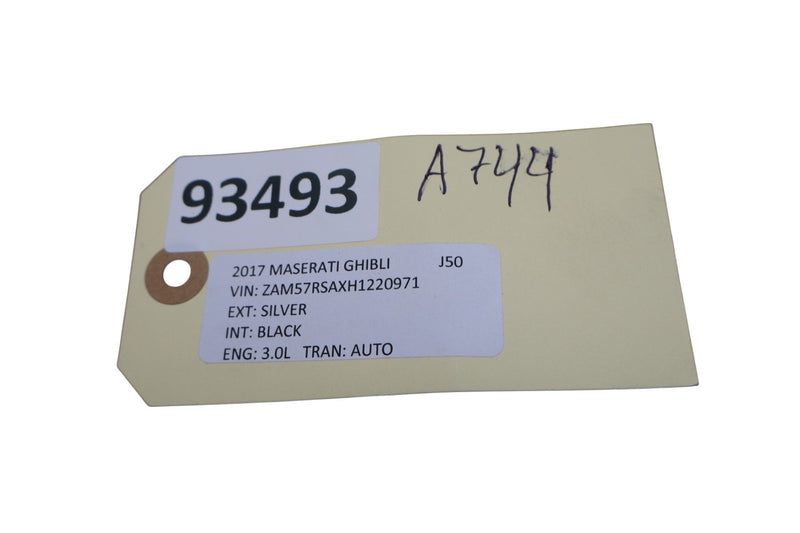 93493
A744
2017 MASERATI GHIBLI J50
VIN: ZAM57RSAXH1220971
EXT: SILVER
INT: BLACK
ENG: 3.0L TRAN: AUTO